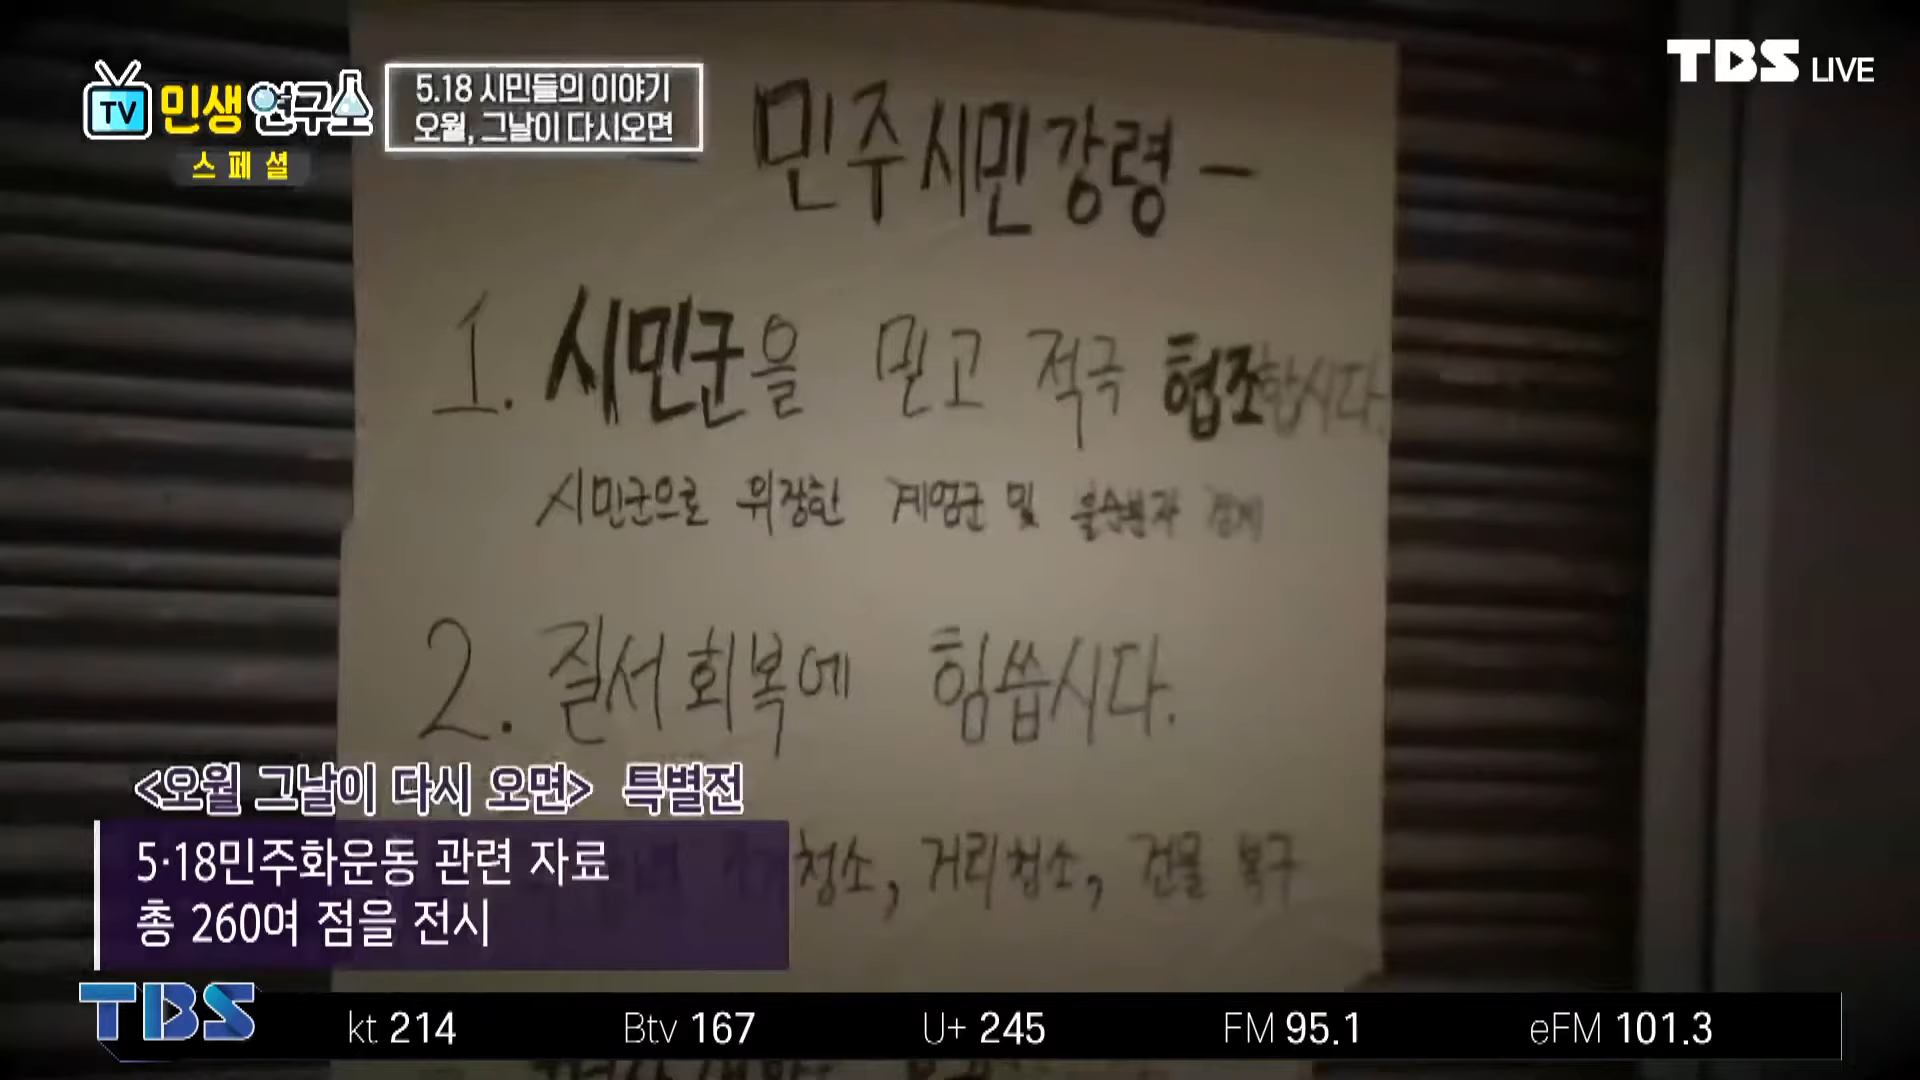 TV 민생연구소
스페셜
5.18 시민들의 이야기
오월, 그날이 다시오면
TBS LIVE
민주시민강령 -
1. 시민군을 믿고 적극 협조합시다.
시민군으로 위장한 계엄군 및 불순분자 경계
2. 질서회복에 힘씁시다.
청소, 거리청소, 건물 복구
<오월 그날이 다시 오면> 특별전
5·18민주화운동 관련 자료
총 260여 점을 전시
TBS kt 214 Btv 167 U+ 245 FM 95.1 eFM 101.3